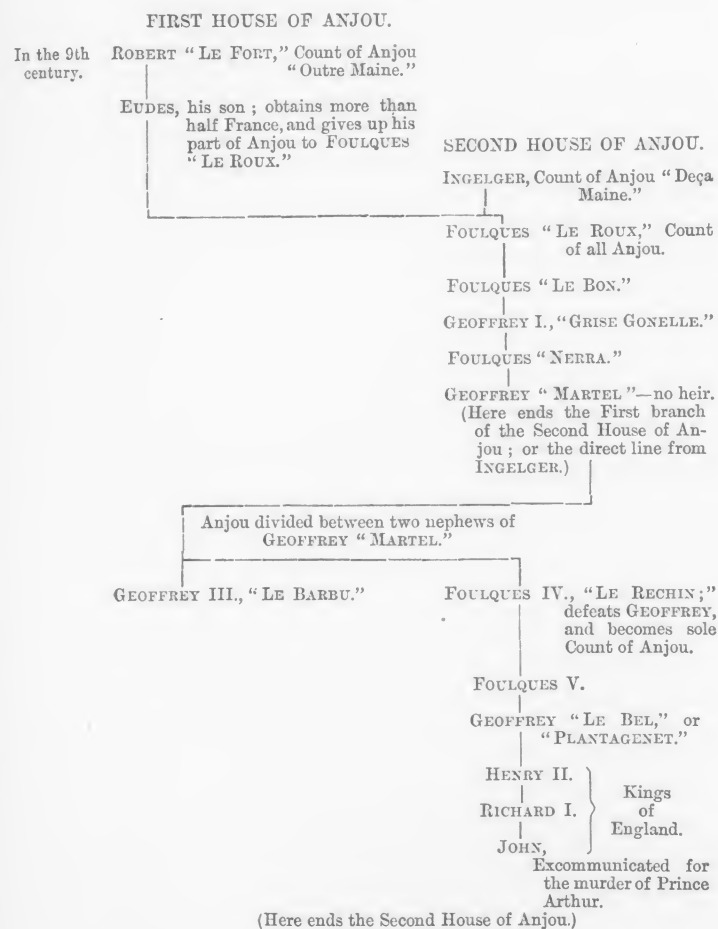 FIRST HOUSE OF ANJOU.
In the 9th century.
ROBERT "LE FORT," Count of Anjou
"Outre Maine."
EUDES, his son; obtains more than
half France, and gives up his
part of Anjou to FOULQUES
"LE ROUX."
SECOND HOUSE OF ANJOU.
INGELGER, Count of Anjou "Deça
Maine."
FOULQUES "LE ROUX," Count
of all Anjou.
FOULQUES "LE BON."
GEOFFREY I., "GRISE GONELLE."
FOULQUES "NERRA."
GEOFFREY "MARTEL"—no heir.
(Here ends the First branch
of the Second House of An-
jou; or the direct line from
INGELGER.)
Anjou divided between two nephews of
GEOFFREY "MARTEL."
GEOFFREY III., "LE BARBU."
FOULQUES IV., "LE RECHIN;"
defeats GEOFFREY,
and becomes sole
Count of Anjou.
FOULQUES V.
GEOFFREY "LE BEL," or
"PLANTAGENET."
HENRY II.
RICHARD I.
JOHN,
Kings
of
England.
Excommunicated for
the murder of Prince
Arthur.
(Here ends the Second House of Anjou.)